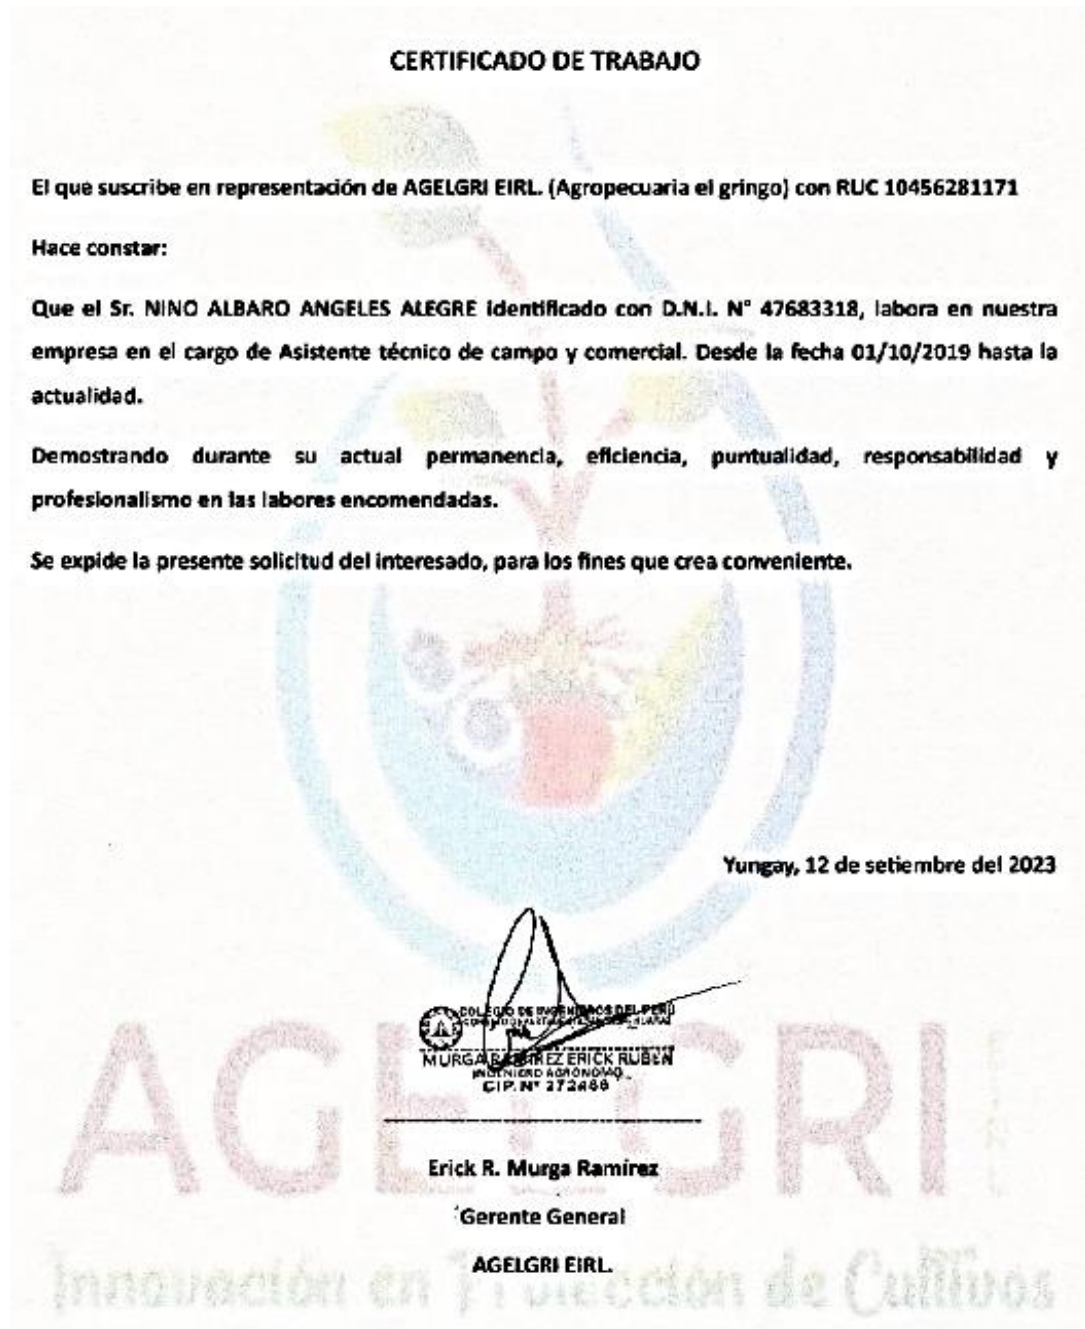 CERTIFICADO DE TRABAJO
El que suscribe en representación de AGELGRI EIRL. (Agropecuaria el gringo) con RUC 10456281171
Hace constar:
Que el Sr. NINO ALBARO ANGELES ALEGRE identificado con D.N.I. N° 47683318, labora en nuestra
empresa en el cargo de Asistente técnico de campo y comercial. Desde la fecha 01/10/2019 hasta la
actualidad.
Demostrando durante su actual permanencia, eficiencia, puntualidad, responsabilidad y
profesionalismo en las labores encomendadas.
Se expide la presente solicitud del interesado, para los fines que crea conveniente.
Yungay, 12 de setiembre del 2023
COLEGIO DE INGENIEROS DEL PERÚ
MURGA RAMIREZ ERICK RUBEN
INGENIERO AGRONOMO
CIP. N°
Erick R. Murga Ramirez
Gerente General
AGELGRI EIRL.
AGELGRI
Innovación en Protección de Cultivos